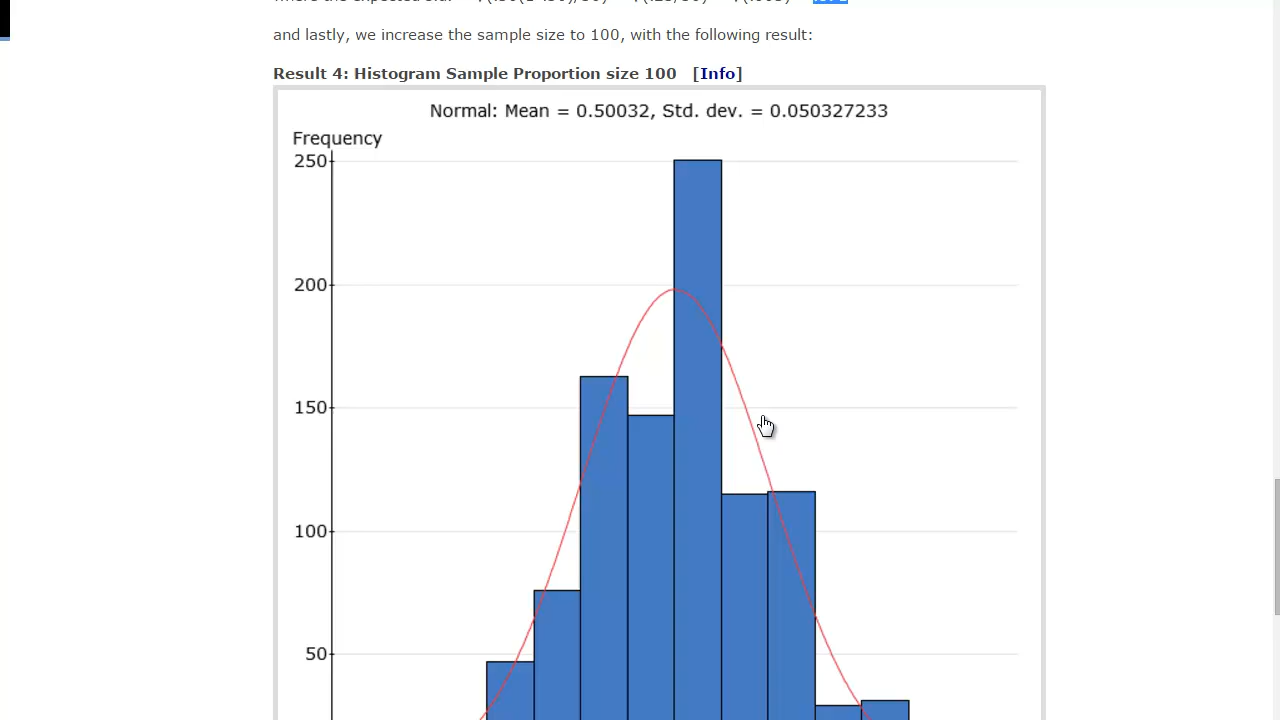 and lastly, we increase the sample size to 100, with the following result:
Result 4: Histogram Sample Proportion size 100 [Info]
Normal: Mean = 0.50032, Std. dev. = 0.050327233
Frequency
250
200
150
100
50